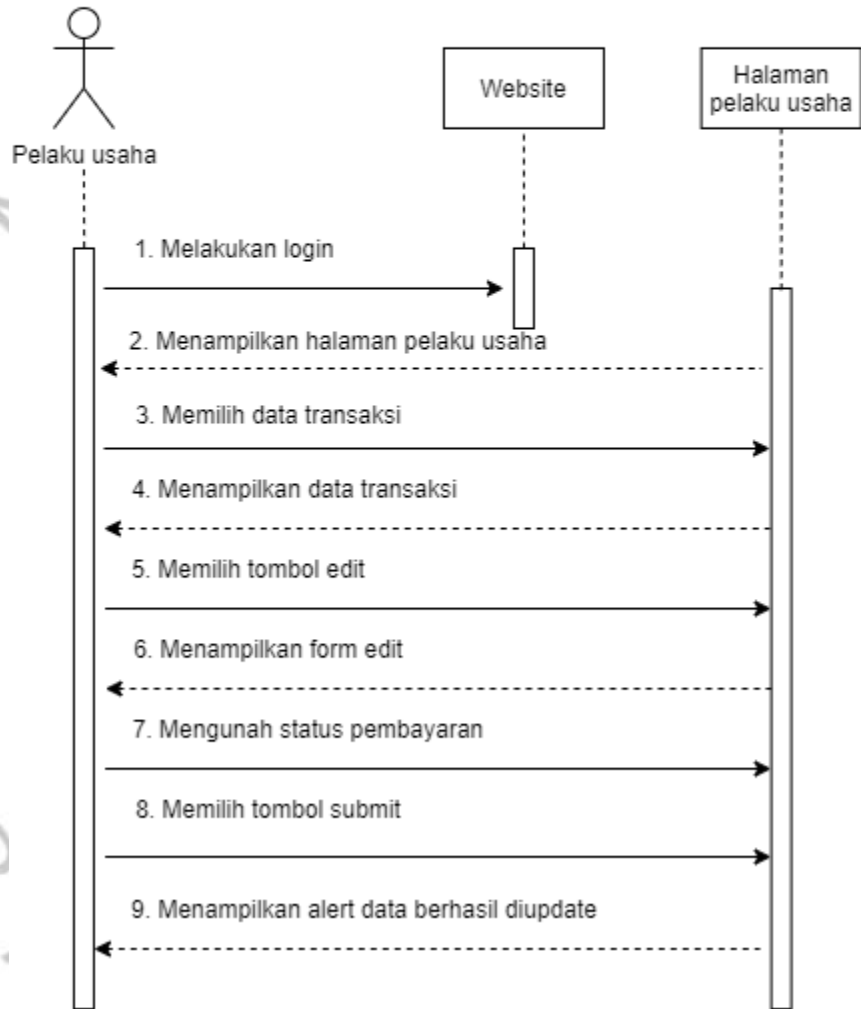 Pelaku usaha
Website
Halaman
pelaku usaha
1. Melakukan login
2. Menampilkan halaman pelaku usaha
3. Memilih data transaksi
4. Menampilkan data transaksi
5. Memilih tombol edit
6. Menampilkan form edit
7. Mengunah status pembayaran
8. Memilih tombol submit
9. Menampilkan alert data berhasil diupdate